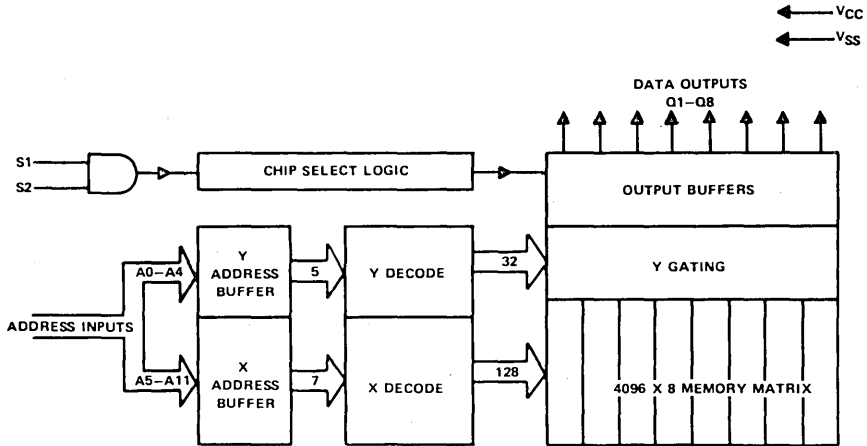 VCC
VSS
DATA OUTPUTS
Q1–Q8
S1
S2
CHIP SELECT LOGIC
OUTPUT BUFFERS
A0–A4
Y
ADDRESS
BUFFER
5
Y DECODE
32
Y GATING
ADDRESS INPUTS
A5–A11
X
ADDRESS
BUFFER
7
X DECODE
128
4096 X 8 MEMORY MATRIX